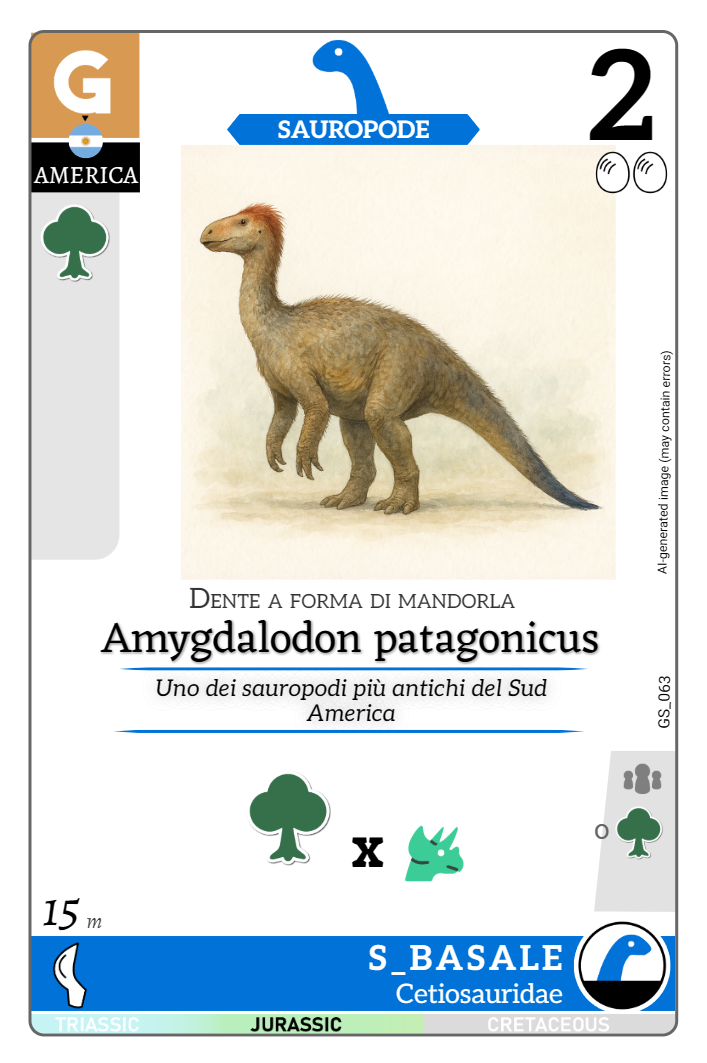 G
AMERICA
SAUROPODE
2
AI-generated image (may contain errors)
Dente a forma di mandorla
Amygdalodon patagonicus
Uno dei sauropodi più antichi del Sud
America
GS_063
x
o
15 m
S_BASALE
Cetiosauridae
TRIASSIC JURASSIC CRETACEOUS